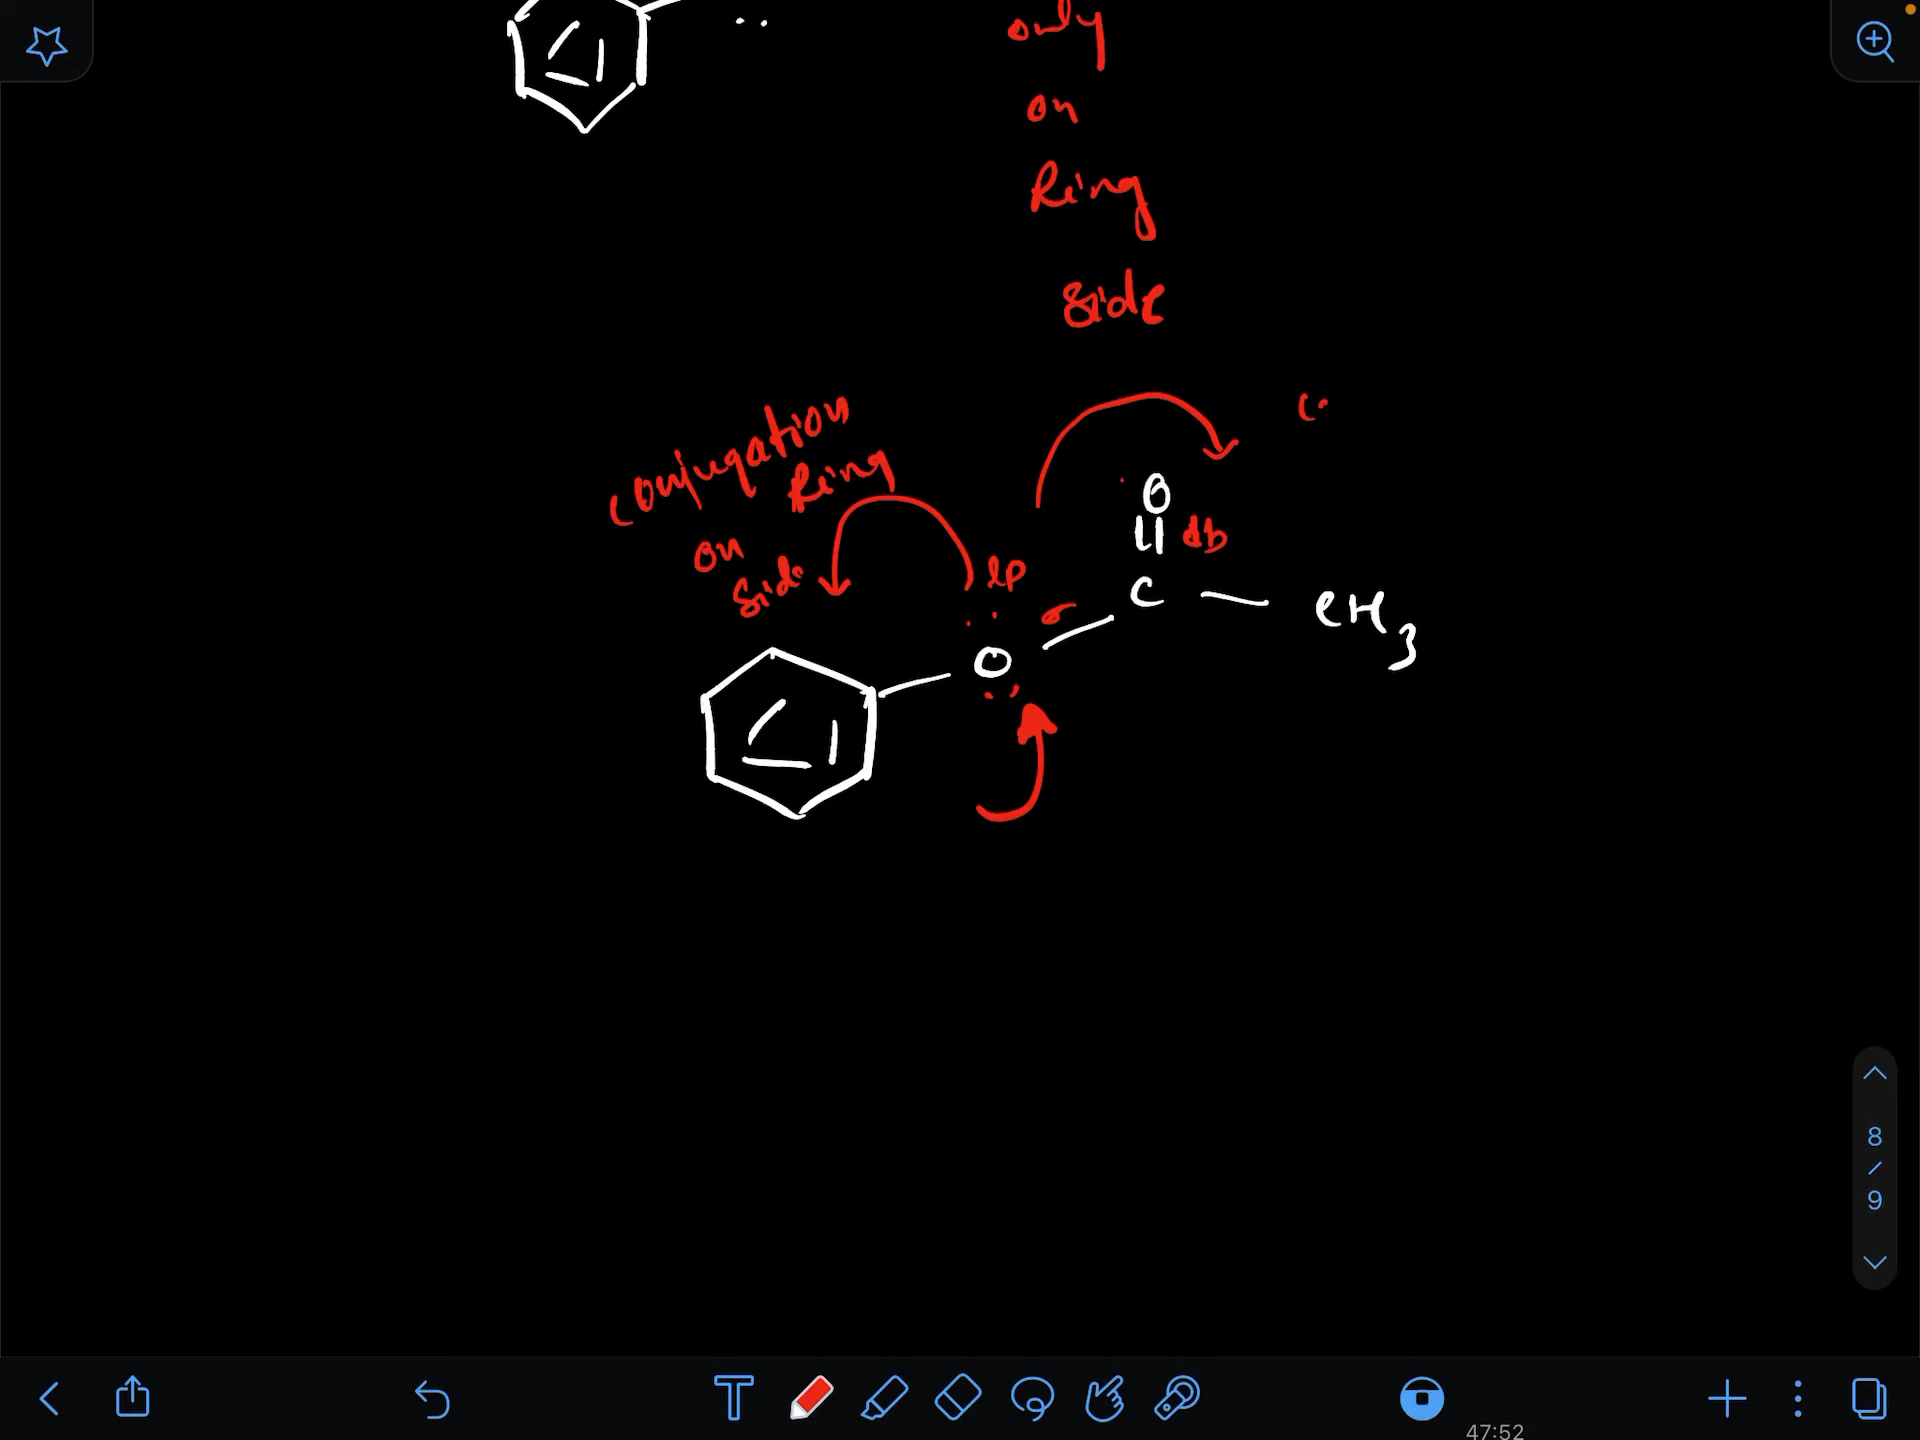 only
on
Ring
side
conjugation
Ring
on
side
lp
σ
O
db
C
CH3
O
8
/
9
T
47:52